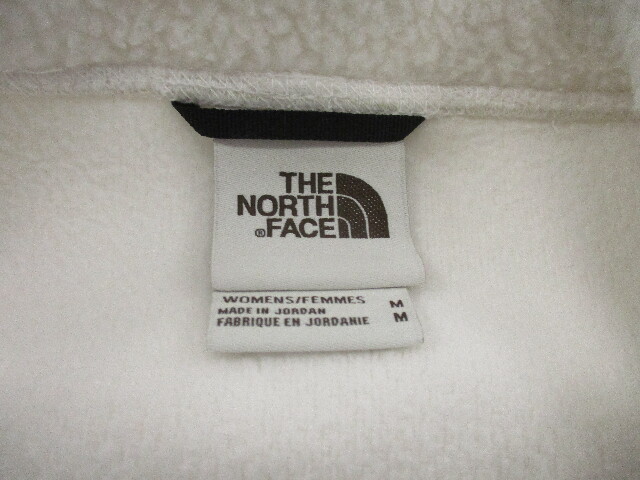 THE
NORTH
® FACE
WOMENS/FEMMES M
MADE IN JORDAN
FABRIQUE EN JORDANIE M